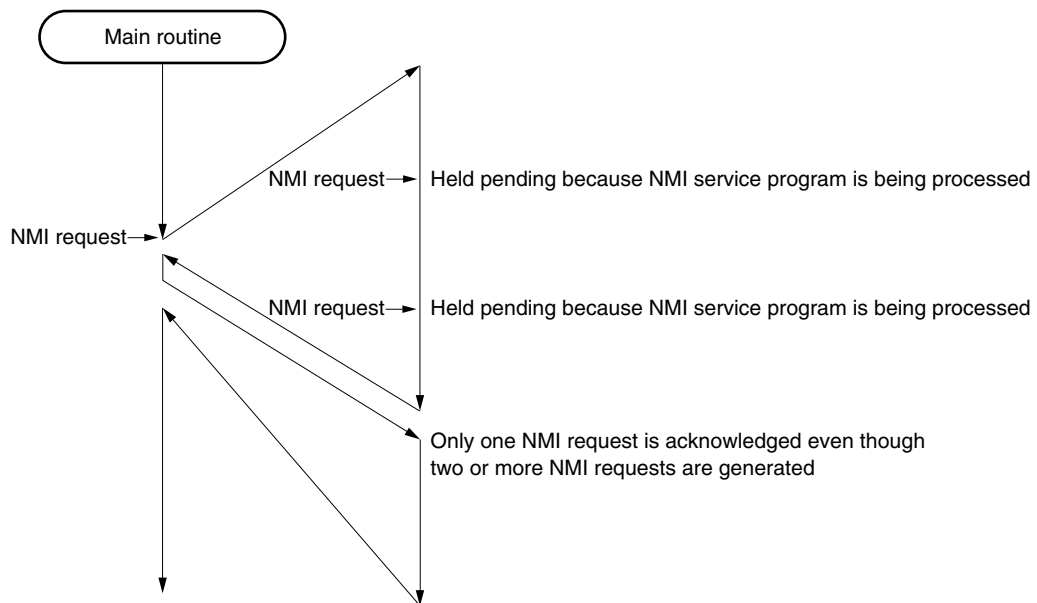 Main routine
NMI request
Held pending because NMI service program is being processed
NMI request
NMI request
Held pending because NMI service program is being processed
Only one NMI request is acknowledged even though
two or more NMI requests are generated